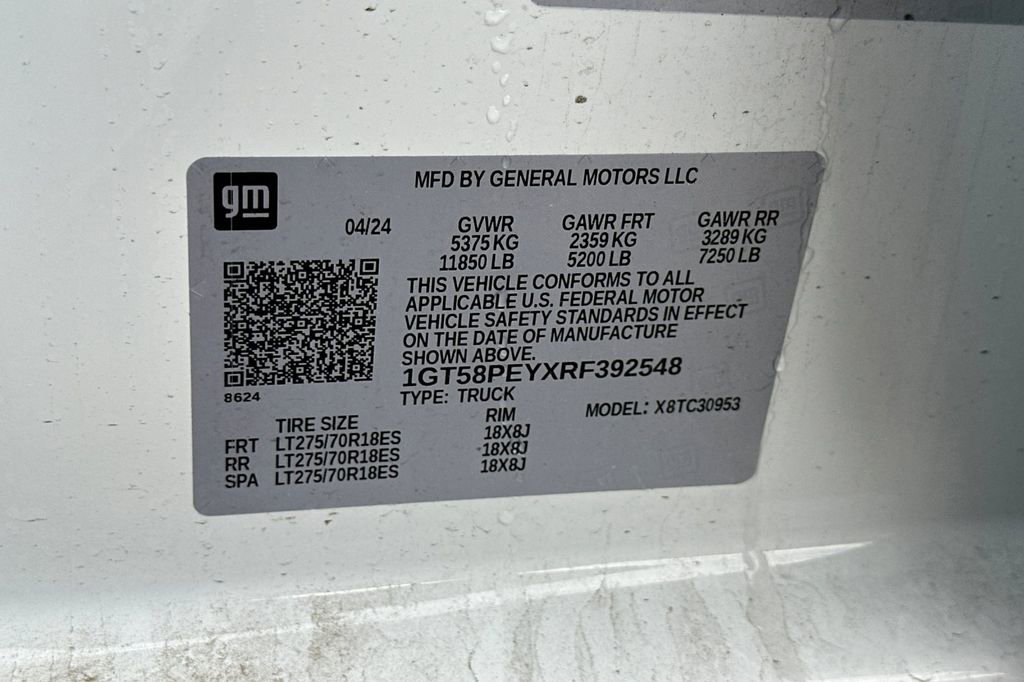 gm
MFD BY GENERAL MOTORS LLC
04/24 GVWR GAWR FRT GAWR RR
5375 KG 2359 KG 3289 KG
11850 LB 5200 LB 7250 LB
THIS VEHICLE CONFORMS TO ALL
APPLICABLE U.S. FEDERAL MOTOR
VEHICLE SAFETY STANDARDS IN EFFECT
ON THE DATE OF MANUFACTURE
SHOWN ABOVE.
1GT58PEYXRF392548
8624
TYPE: TRUCK
MODEL: X8TC30953
TIRE SIZE RIM
FRT LT275/70R18ES 18X8J
RR LT275/70R18ES 18X8J
SPA LT275/70R18ES 18X8J